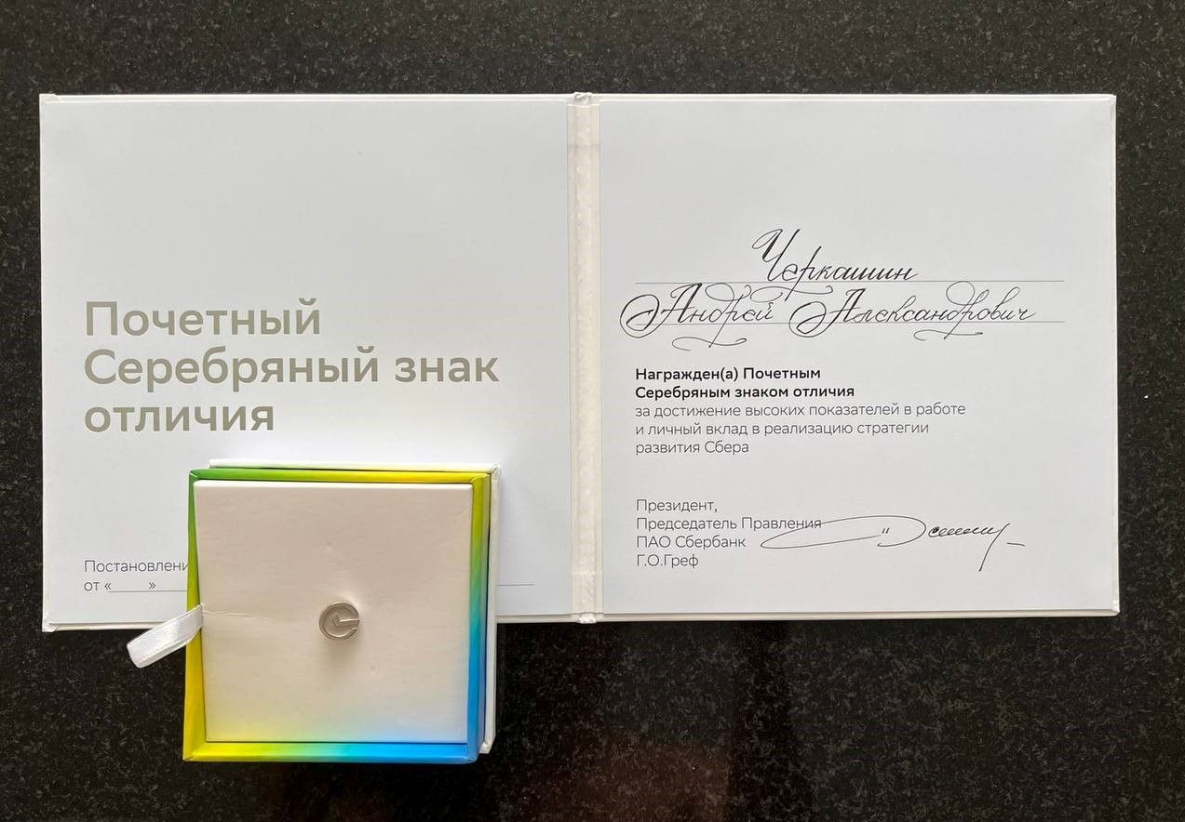 Почетный
Серебряный знак
отличия
Постановлени
от «____»
Черкашин
Андрей Александрович
Награжден(а) Почетным
Серебряным знаком отличия
за достижение высоких показателей в работе
и личный вклад в реализацию стратегии
развития Сбера
Президент,
Председатель Правления
ПАО Сбербанк
Г.О.Греф